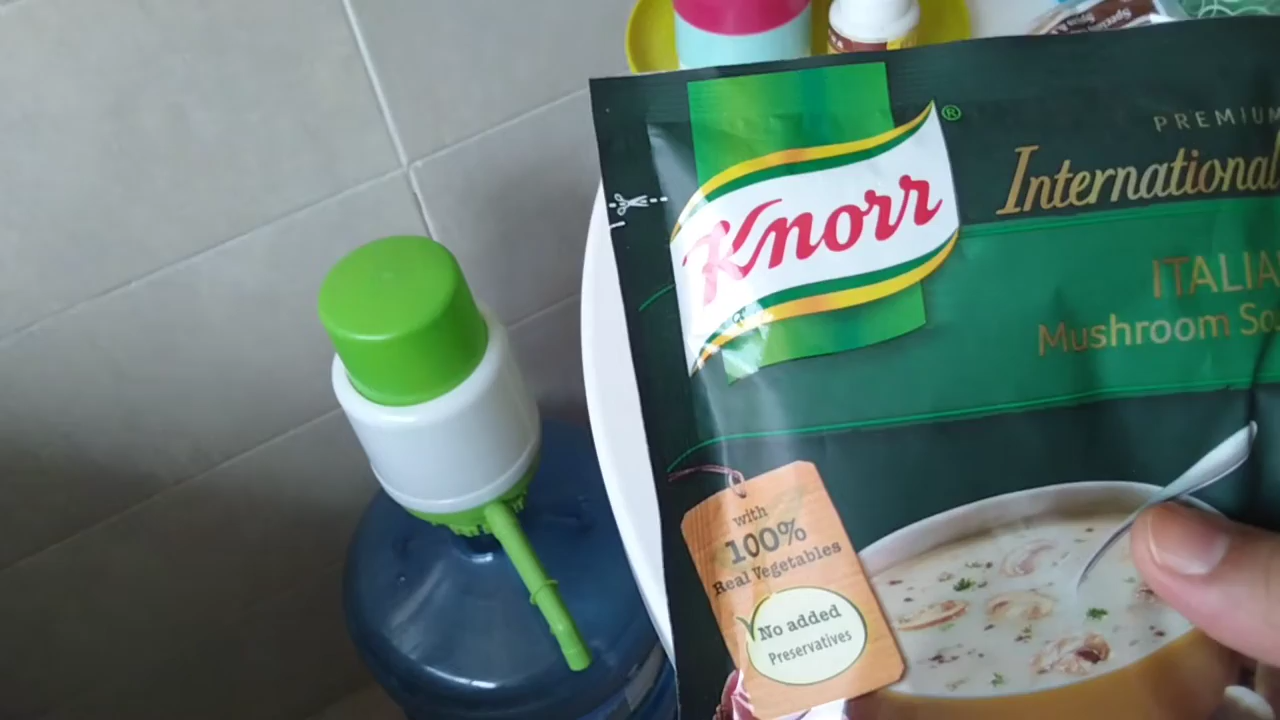 Knorr
®
PREMIUM
International
ITALIA
Mushroom So
with
100%
Real Vegetables
No added
Preservatives